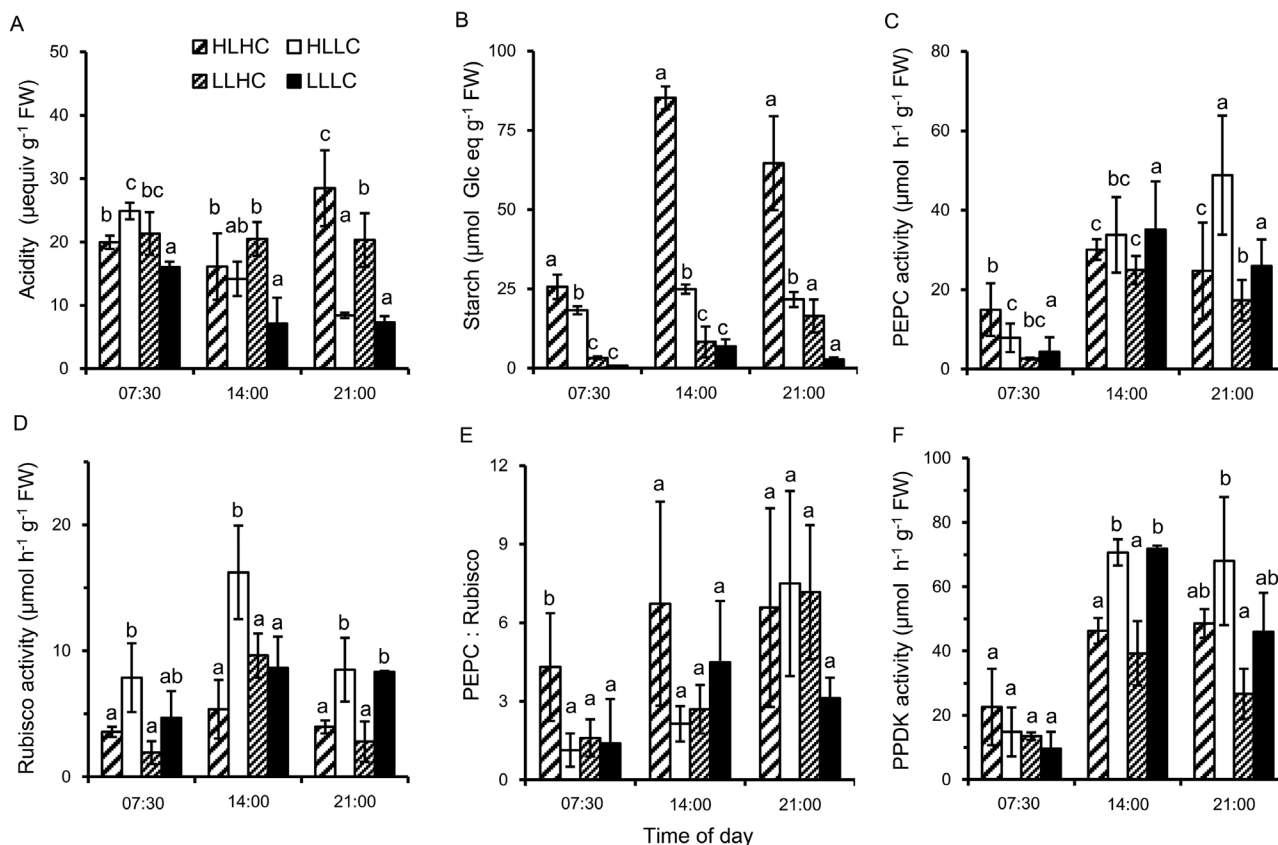 A
HLHC HLLC
LLHC LLLC
50
40
30
20
10
0
Acidity (µequiv g⁻¹ FW)
b c bc a
b ab b a
c a b a
07:30 14:00 21:00
B
100
75
50
25
0
Starch (µmol Glc eq g⁻¹ FW)
a b c c
a b c c
a b a a
07:30 14:00 21:00
C
80
60
40
20
0
PEPC activity (µmol h⁻¹ g⁻¹ FW)
b c bc a
c bc c a
c a b a
07:30 14:00 21:00
D
20
10
0
Rubisco activity (µmol h⁻¹ g⁻¹ FW)
a b a ab
a b a a
a b a b
07:30 14:00 21:00
E
12
9
6
3
0
PEPC : Rubisco
b a a a
a a a a
a a a a
07:30 14:00 21:00
Time of day
F
100
80
60
40
20
0
PPDK activity (µmol h⁻¹ g⁻¹ FW)
a a a a
a b a b
ab b a ab
07:30 14:00 21:00